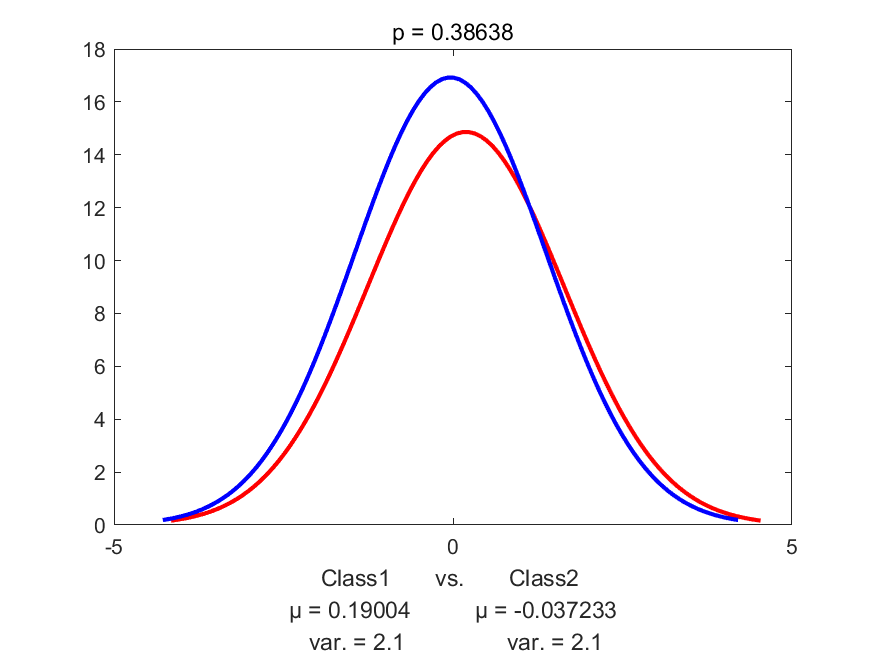 p = 0.38638
18
16
14
12
10
8
6
4
2
0
-5 0 5
Class1 vs. Class2
μ = 0.19004 μ = -0.037233
var. = 2.1 var. = 2.1